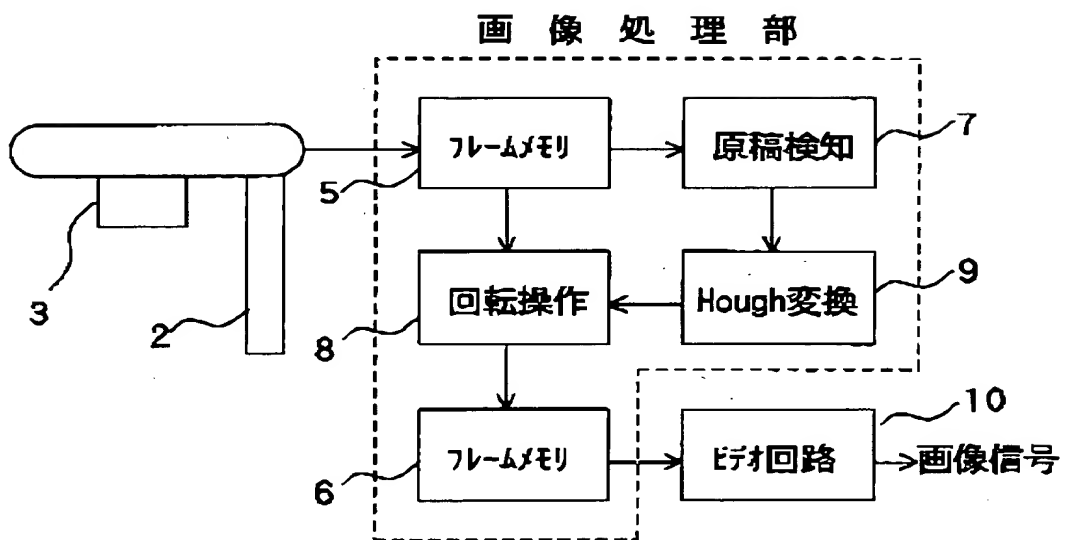 画像処理部
フレームメモリ
原稿検知
7
5
3
2
回転操作
Hough変換
9
8
フレームメモリ
ビデオ回路
10
画像信号
6